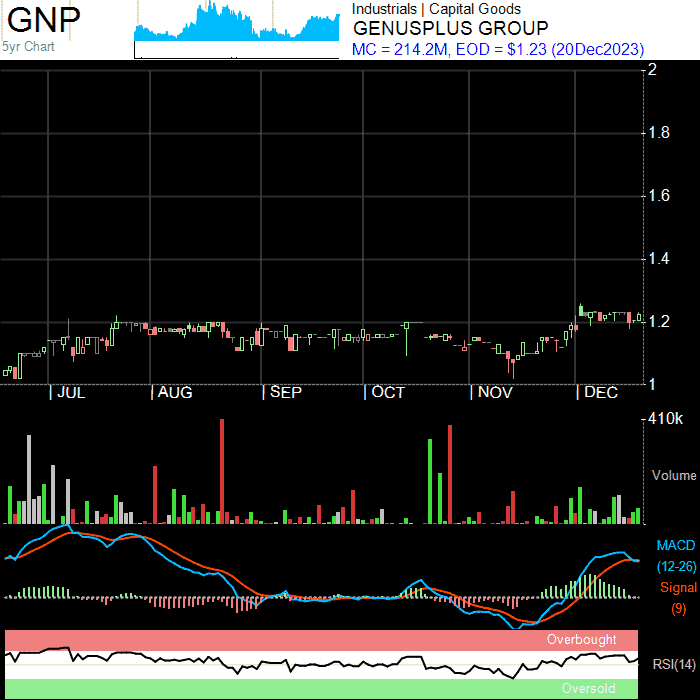 GNP
5yr Chart
Industrials | Capital Goods
GENUSPLUS GROUP
MC = 214.2M, EOD = $1.23 (20Dec2023)
2
1.8
1.6
1.4
1.2
1
JUL
AUG
SEP
OCT
NOV
DEC
410k
Volume
MACD
(12-26)
Signal
(9)
Overbought
RSI(14)
Oversold